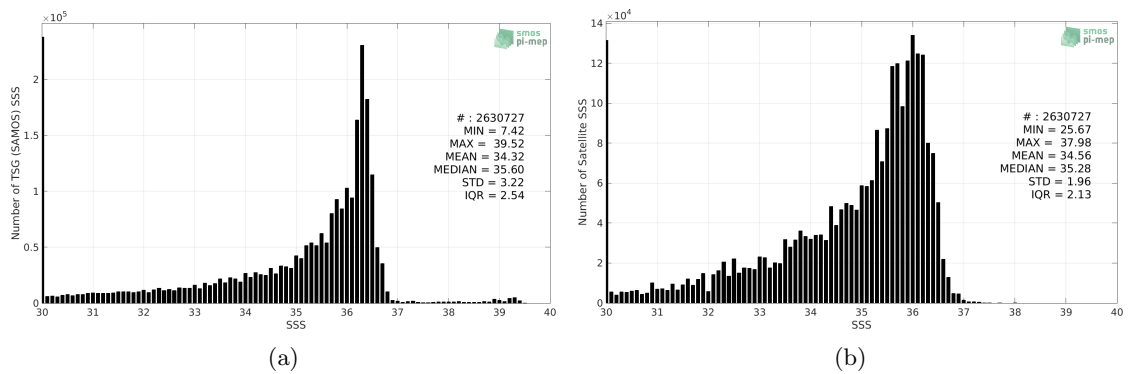 ×10⁵
smos
pi-mep
Number of TSG (SAMOS) SSS
2
1.5
1
0.5
0
# : 2630727
MIN = 7.42
MAX = 39.52
MEAN = 34.32
MEDIAN = 35.60
STD = 3.22
IQR = 2.54
30 31 32 33 34 35 36 37 38 39 40
SSS
(a)
×10⁴
smos
pi-mep
Number of Satellite SSS
14
12
10
8
6
4
2
0
# : 2630727
MIN = 25.67
MAX = 37.98
MEAN = 34.56
MEDIAN = 35.28
STD = 1.96
IQR = 2.13
30 31 32 33 34 35 36 37 38 39 40
SSS
(b)